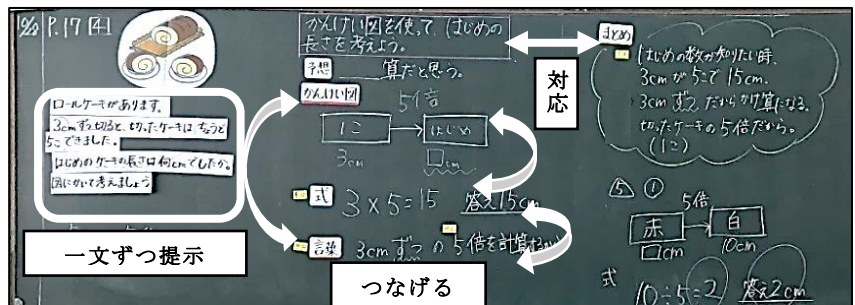 P.17 4
ロールケーキがあります。
3cmずつ切ると、切ったケーキはちょうど
5こできました。
はじめのケーキの長さは何cmでしたか。
図にかいて考えましょう
一文ずつ提示
かんけい図を使って、はじめの
長さを考えよう。
予想 ＿＿算だと思う。
かんけい図
5倍
1こ → はじめ
3cm □cm
式 3×5=15 答え15cm
言葉 3cmずつの5倍を計算する
つなげる
対応
まとめ
はじめの数が知りたい時、
3cmが5こで15cm.
3cmずつだからかけ算になる。
切ったケーキの5倍だから。
(1こ)
⑤ ①
5倍
赤 → 白
□cm 10cm
式 10÷5=2 答え2cm